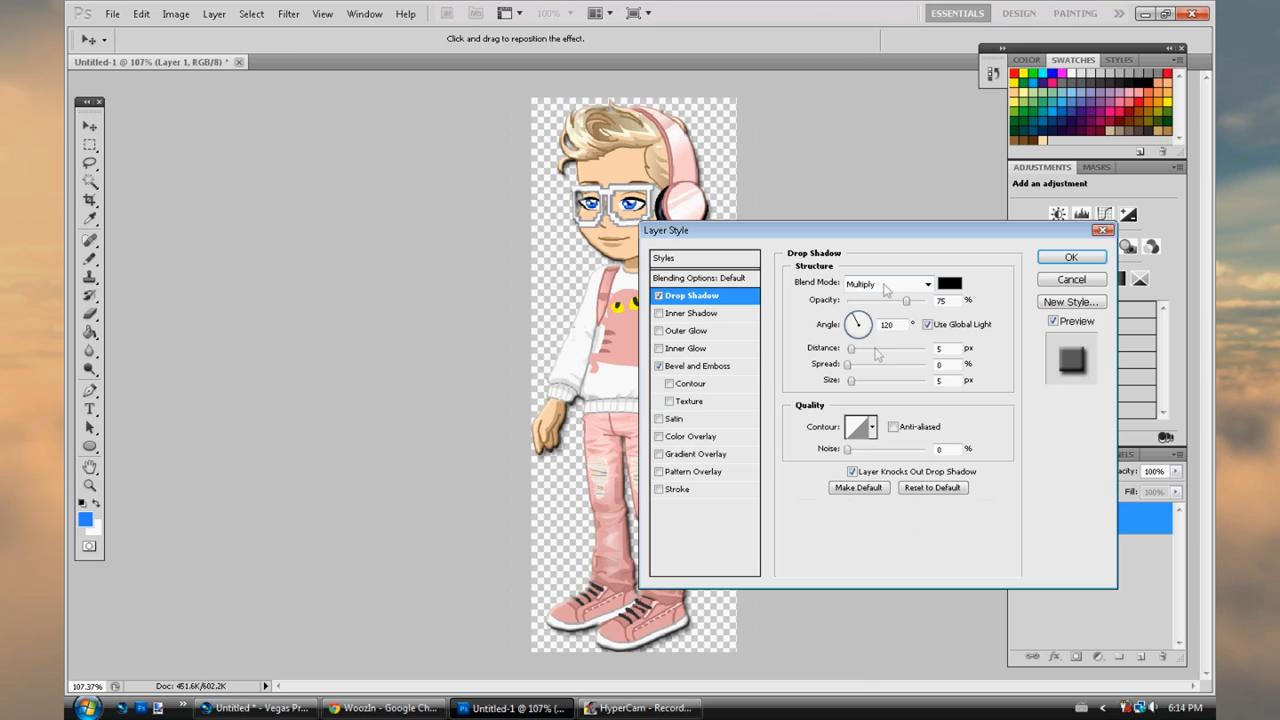 Ps File Edit Image Layer Select Filter View Window Help Br Mb 100% ESSENTIALS DESIGN PAINTING
Click and drag to reposition the effect.
Untitled-1 @ 107% (Layer 1, RGB/8) *
COLOR SWATCHES STYLES
ADJUSTMENTS MASKS
Add an adjustment
Layer Style
Styles
Blending Options: Default
Drop Shadow
Inner Shadow
Outer Glow
Inner Glow
Bevel and Emboss
Contour
Texture
Satin
Color Overlay
Gradient Overlay
Pattern Overlay
Stroke
Drop Shadow
Structure
Blend Mode: Multiply
Opacity: 75 %
Angle: 120 ° Use Global Light
Distance: 5 px
Spread: 0 %
Size: 5 px
Quality
Contour: Anti-aliased
Noise: 0 %
Layer Knocks Out Drop Shadow
Make Default Reset to Default
OK
Cancel
New Style...
Preview
NELS
acity: 100%
Fill: 100%
fx
T
107.37% Doc: 451.6K/602.2K
Untitled * - Vegas Pr... WoozIn - Google Ch... Untitled-1 @ 107% (... HyperCam - Record... 6:14 PM